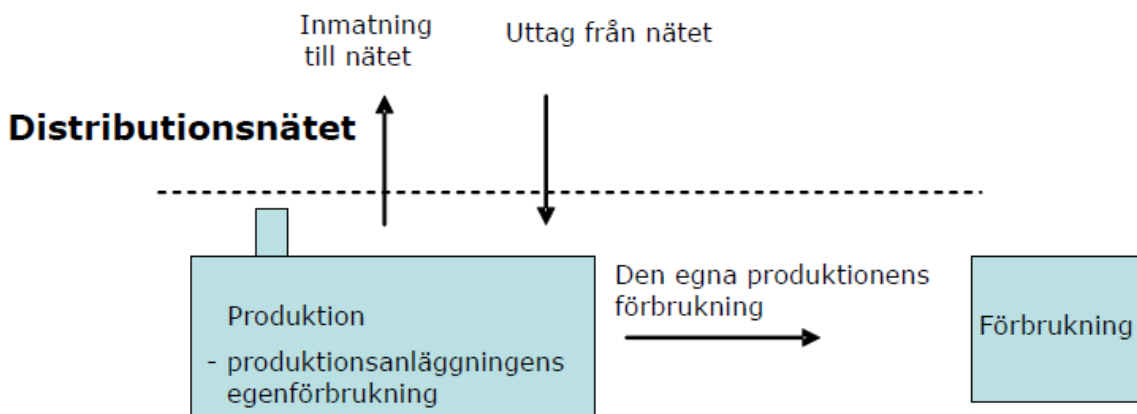 Inmatning
till nätet
Uttag från nätet
Distributionsnätet
Den egna produktionens
förbrukning
Produktion
- produktionsanläggningens
egenförbrukning
Förbrukning